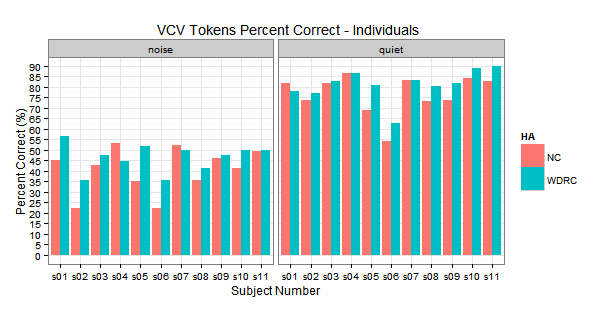 VCV Tokens Percent Correct - Individuals
noise
quiet
Percent Correct (%)
90
85
80
75
70
65
60
55
50
45
40
35
30
25
20
15
10
5
0
s01 s02 s03 s04 s05 s06 s07 s08 s09 s10 s11
s01 s02 s03 s04 s05 s06 s07 s08 s09 s10 s11
Subject Number
HA
NC
WDRC